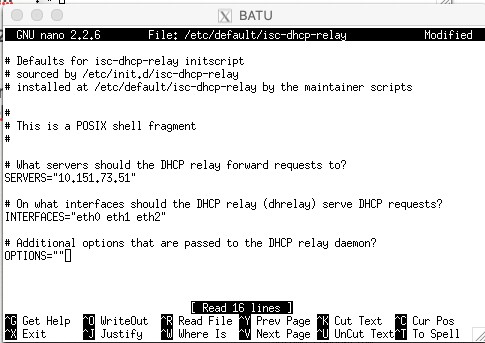 BATU
GNU nano 2.2.6 File: /etc/default/isc-dhcp-relay Modified
# Defaults for isc-dhcp-relay initscript
# sourced by /etc/init.d/isc-dhcp-relay
# installed at /etc/default/isc-dhcp-relay by the maintainer scripts
#
# This is a POSIX shell fragment
#
# What servers should the DHCP relay forward requests to?
SERVERS="10.151.73.51"
# On what interfaces should the DHCP relay (dhrelay) serve DHCP requests?
INTERFACES="eth0 eth1 eth2"
# Additional options that are passed to the DHCP relay daemon?
OPTIONS=""
[ Read 16 lines ]
^G Get Help ^O WriteOut ^R Read File ^Y Prev Page ^K Cut Text ^C Cur Pos
^X Exit ^J Justify ^W Where Is ^V Next Page ^U UnCut Text ^T To Spell